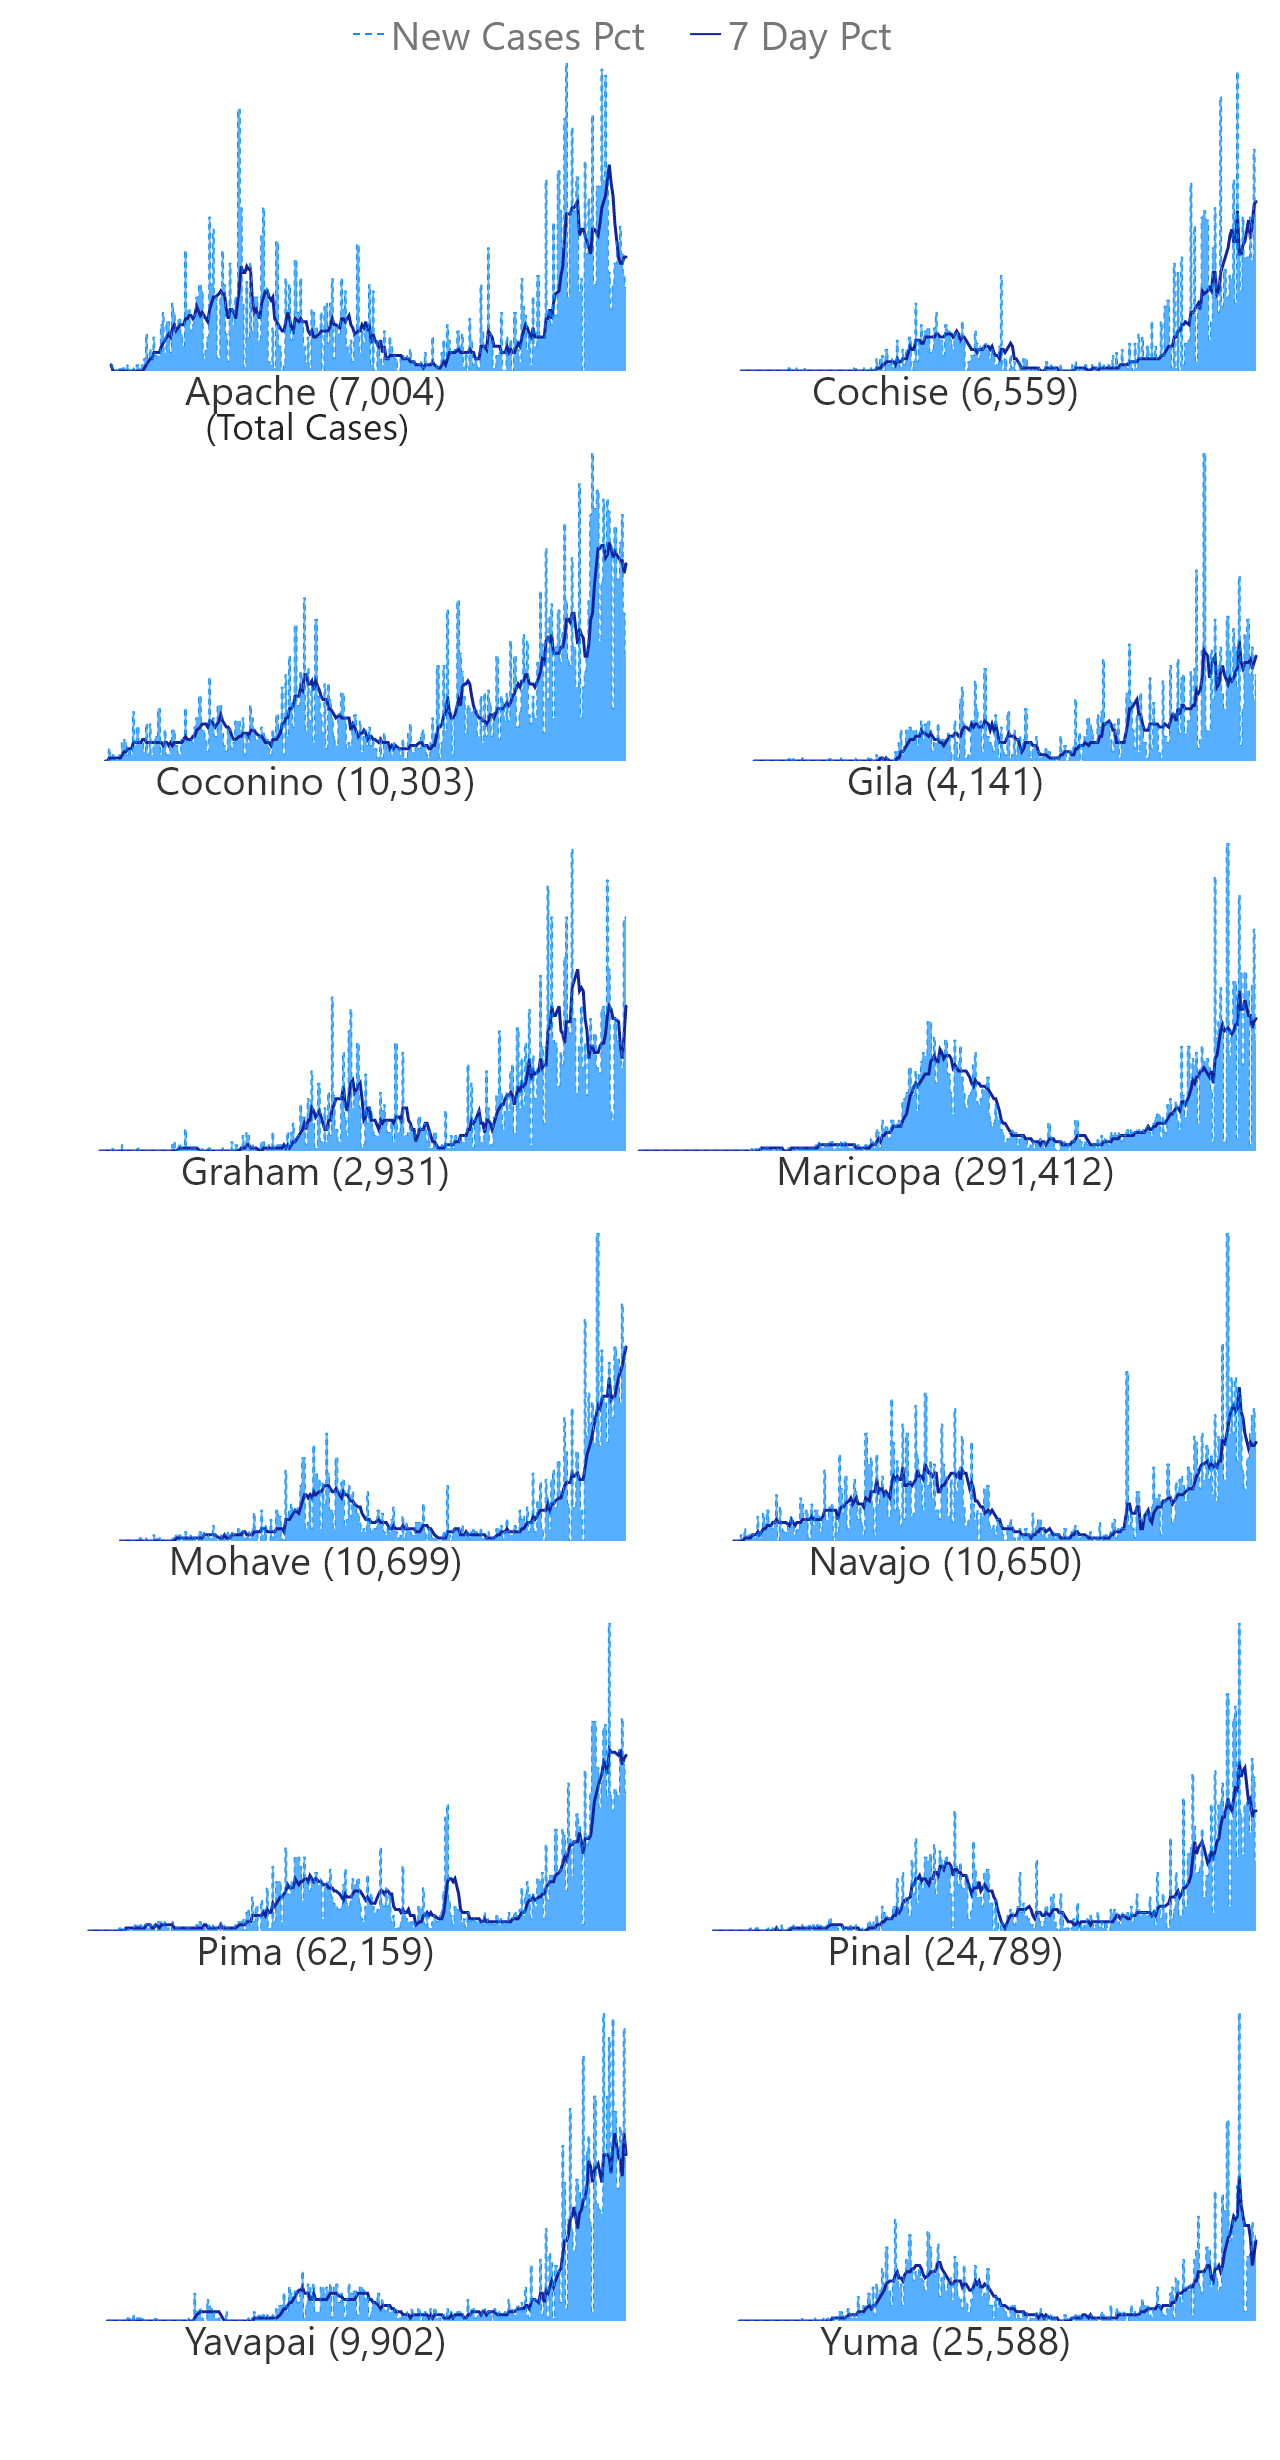 New Cases Pct 7 Day Pct
Apache (7,004) Cochise (6,559)
(Total Cases)
Coconino (10,303) Gila (4,141)
Graham (2,931) Maricopa (291,412)
Mohave (10,699) Navajo (10,650)
Pima (62,159) Pinal (24,789)
Yavapai (9,902) Yuma (25,588)